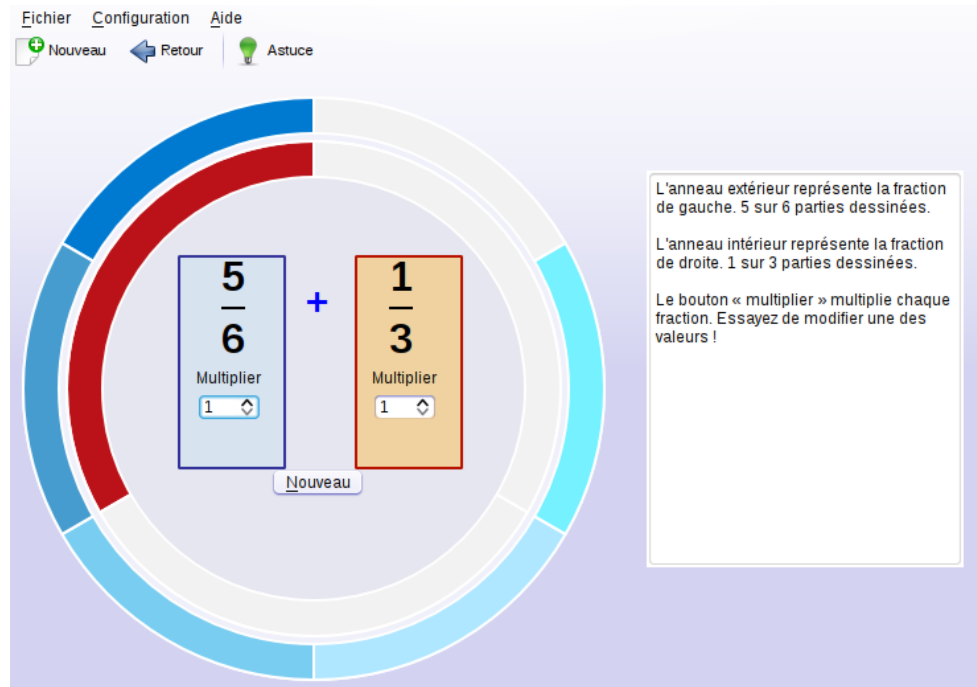 Fichier Configuration Aide
Nouveau Retour Astuce
5
6
Multiplier
1
+
1
3
Multiplier
1
Nouveau
L'anneau extérieur représente la fraction
de gauche. 5 sur 6 parties dessinées.
L'anneau intérieur représente la fraction
de droite. 1 sur 3 parties dessinées.
Le bouton « multiplier » multiplie chaque
fraction. Essayez de modifier une des
valeurs !